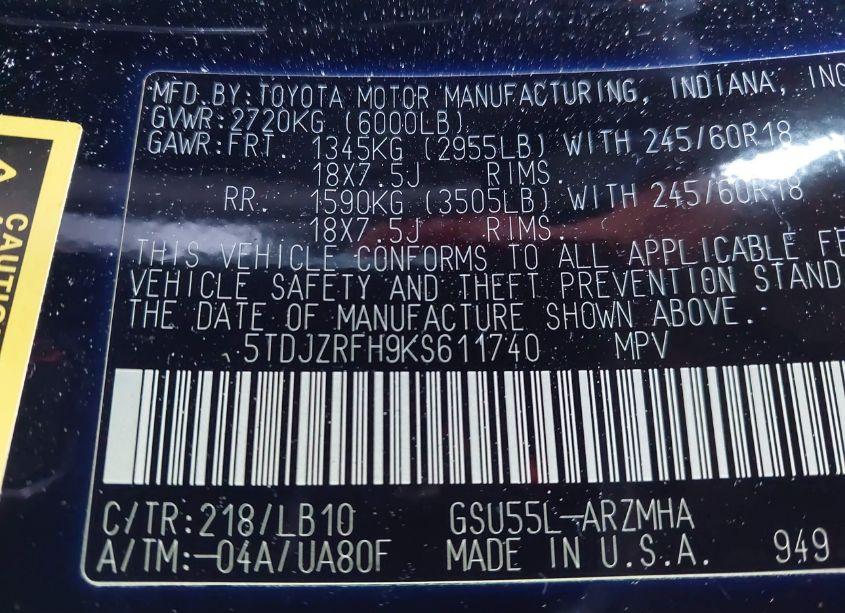 MFD.BY:TOYOTA MOTOR MANUFACTURING, INDIANA, INC
GVWR:2720KG (6000LB)
GAWR:FRT 1345KG (2955LB) WITH 245/60R18
18X7.5J RIMS
RR 1590KG (3505LB) WITH 245/60R18
18X7.5J RIMS.
THIS VEHICLE CONFORMS TO ALL APPLICABLE FE
VEHICLE SAFETY AND THEFT PREVENTION STAND
THE DATE OF MANUFACTURE SHOWN ABOVE.
5TDJZRFH9KS611740 MPV
C/TR:218/LB10 GSU55L-ARZMHA
A/TM:-04A/UA80F MADE IN U.S.A. 949
CAUTIO